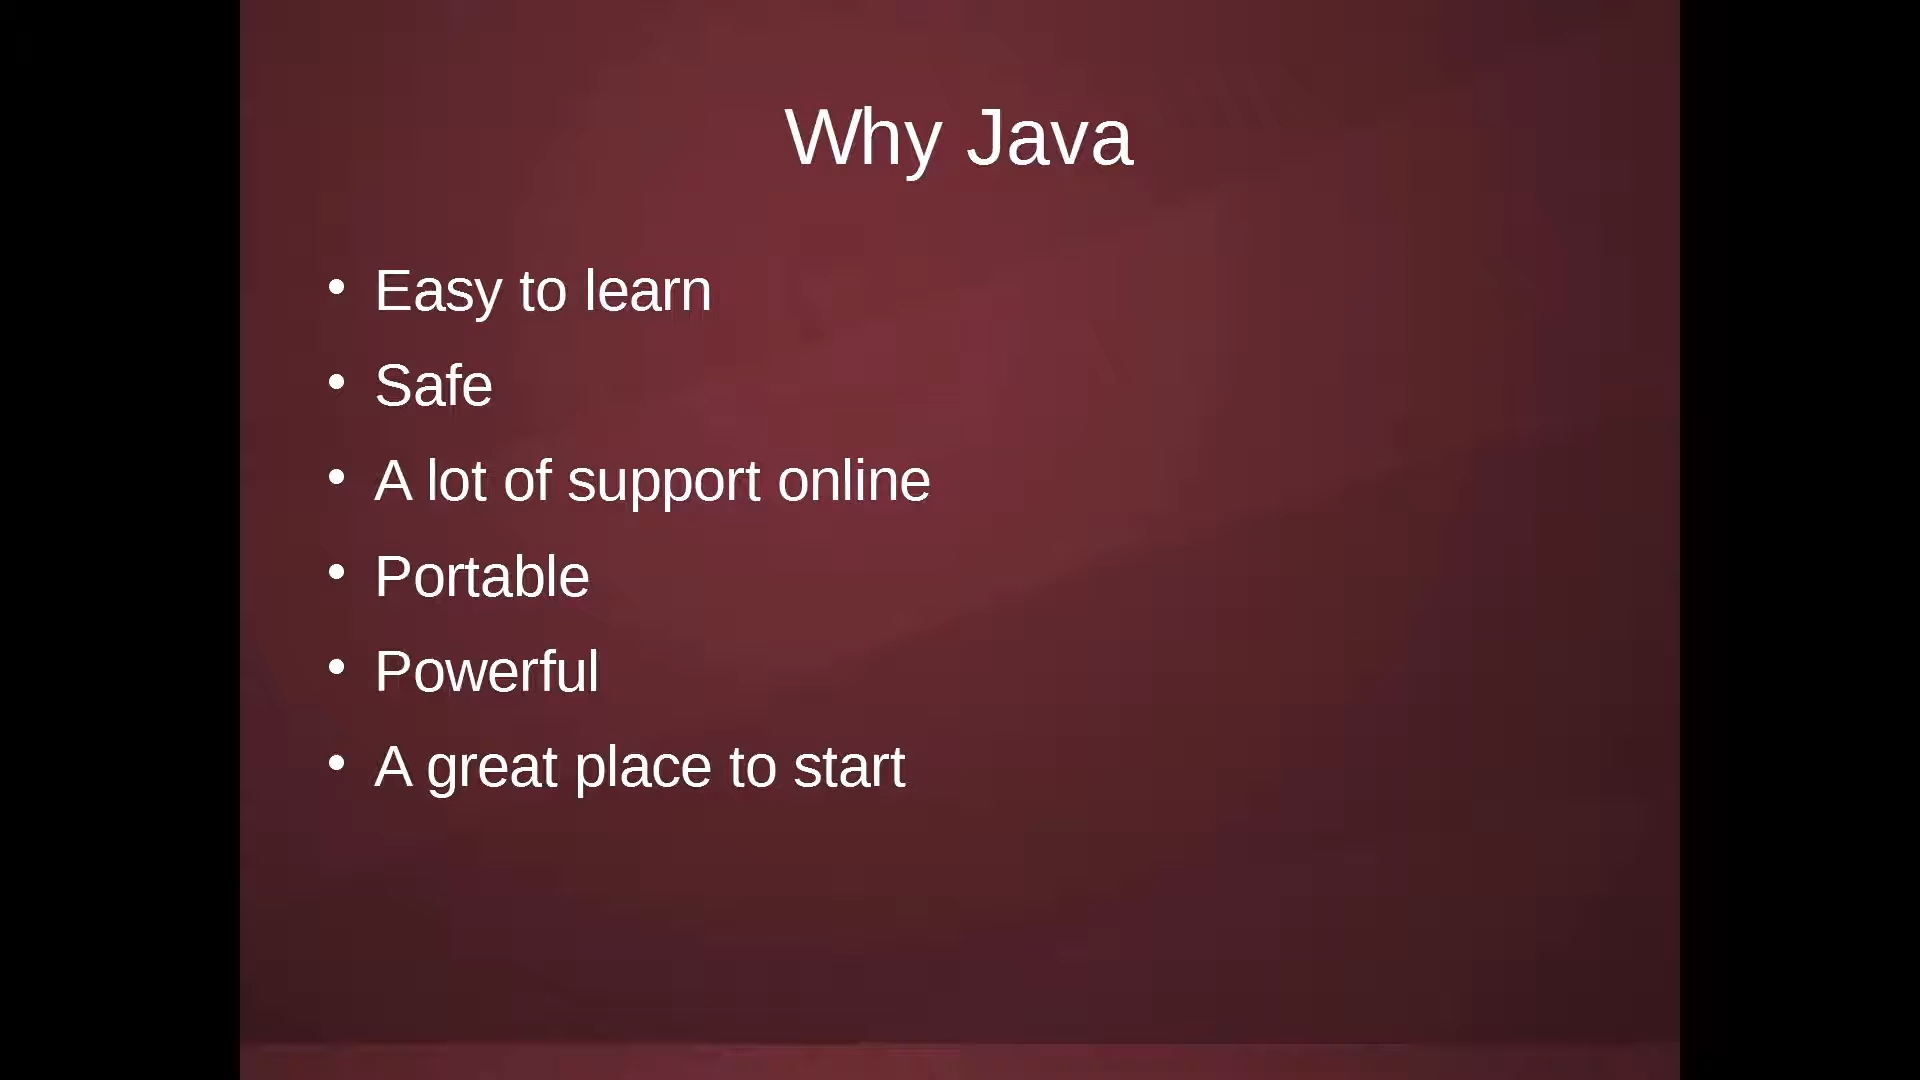 Why Java
• Easy to learn
• Safe
• A lot of support online
• Portable
• Powerful
• A great place to start